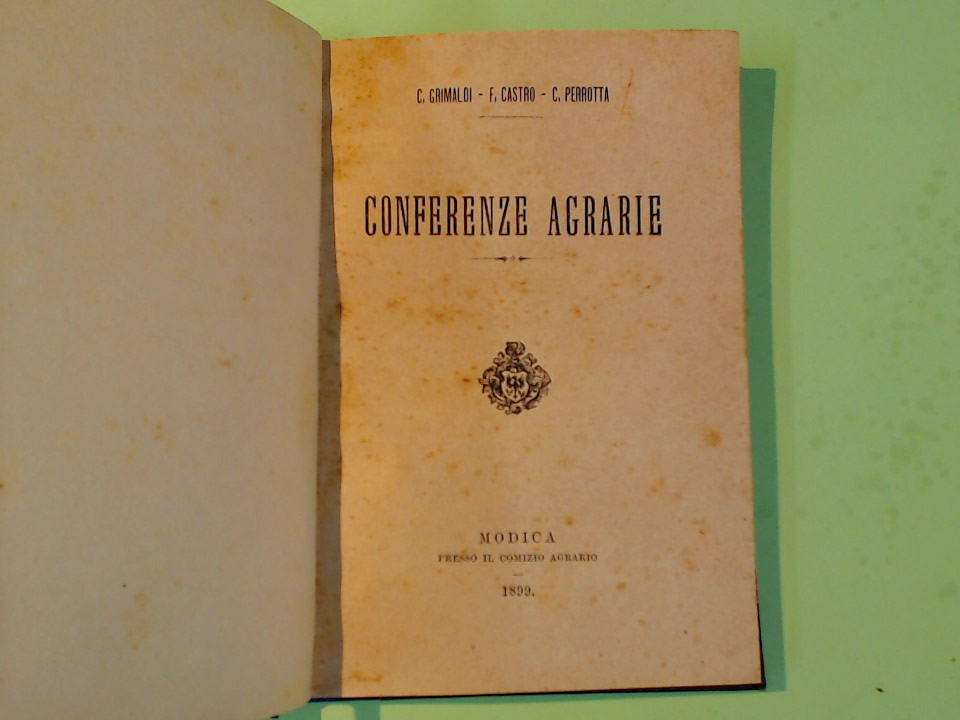 C. GRIMALDI - F. CASTRO - C. PERROTTA
CONFERENZE AGRARIE
MODICA
PRESSO IL COMIZIO AGRARIO
1899.